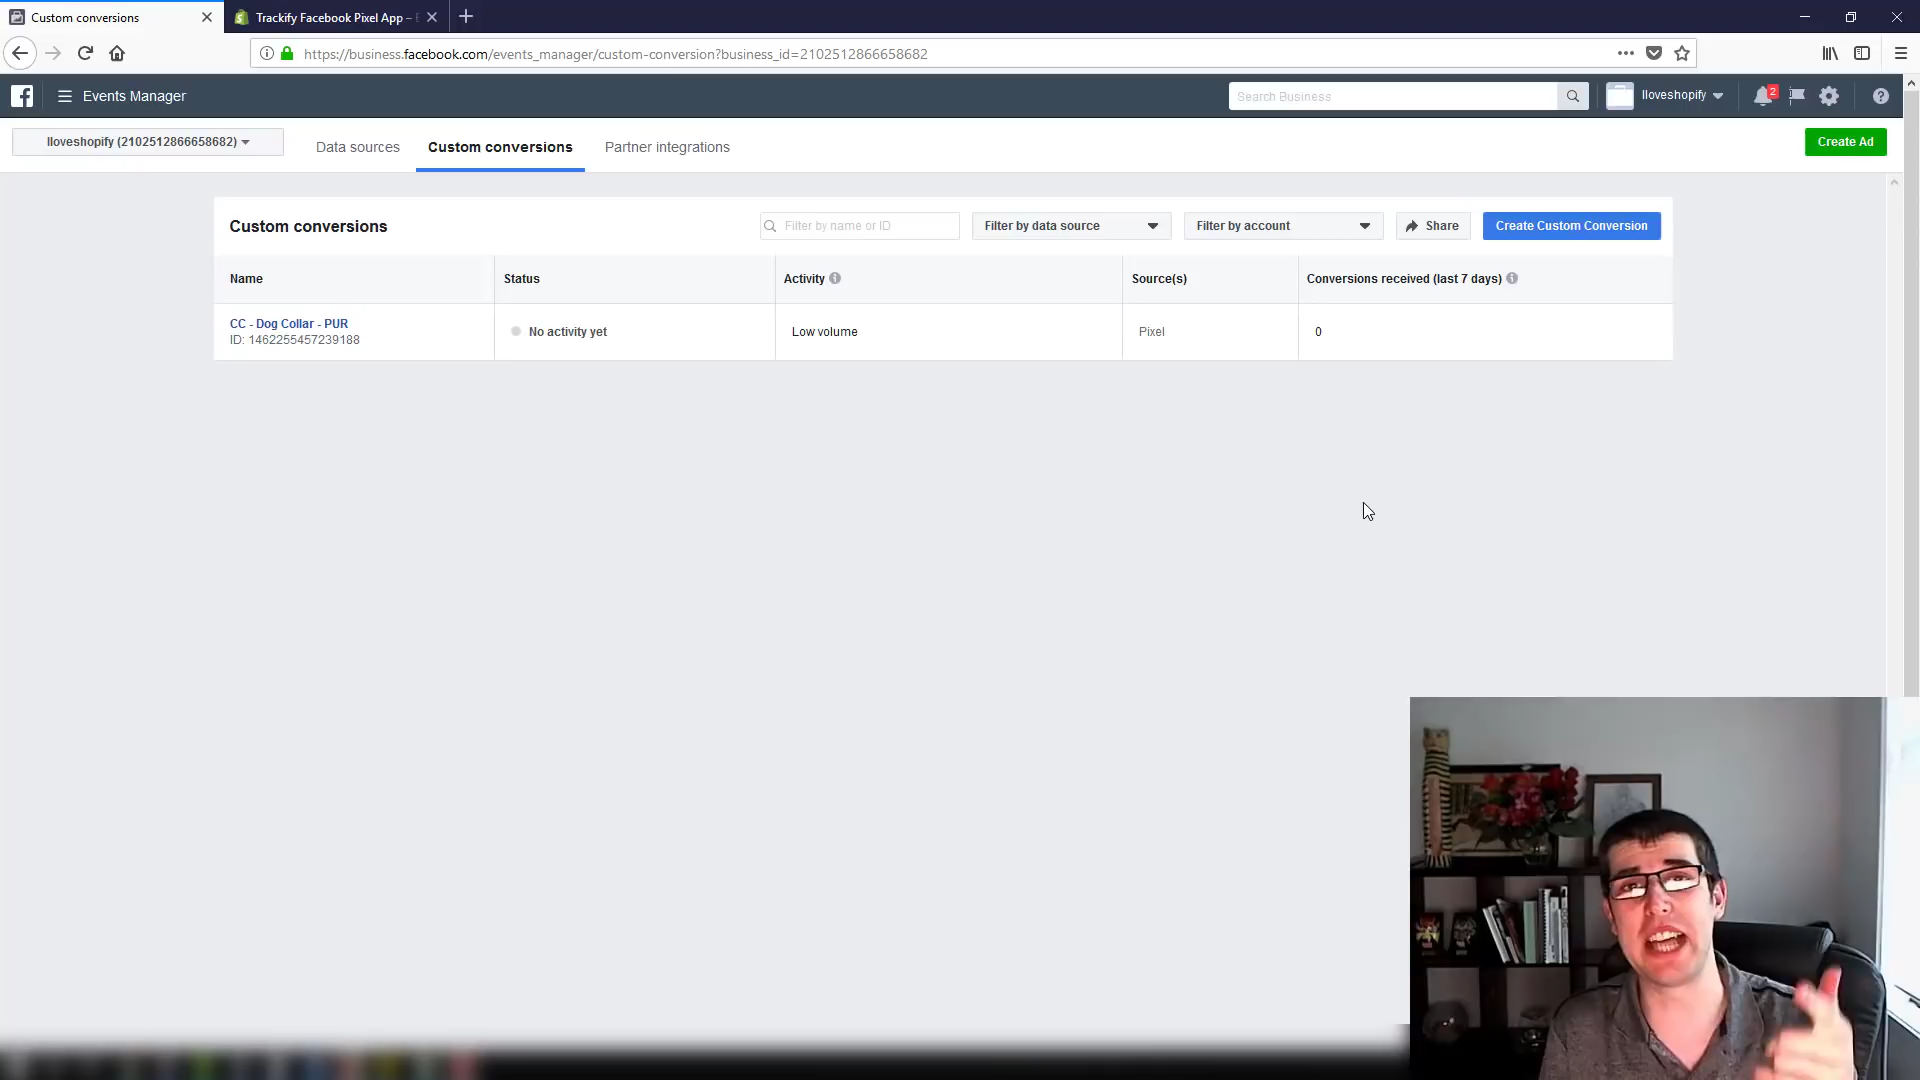 Custom conversions
Trackify Facebook Pixel App –
https://business.facebook.com/events_manager/custom-conversion?business_id=2102512866658682
Events Manager
Search Business
Iloveshopify
2
Iloveshopify (2102512866658682)
Data sources
Custom conversions
Partner integrations
Create Ad
Custom conversions
Filter by name or ID
Filter by data source
Filter by account
Share
Create Custom Conversion
Name
Status
Activity
Source(s)
Conversions received (last 7 days)
CC - Dog Collar - PUR
No activity yet
Low volume
Pixel
0
ID: 1462255457239188